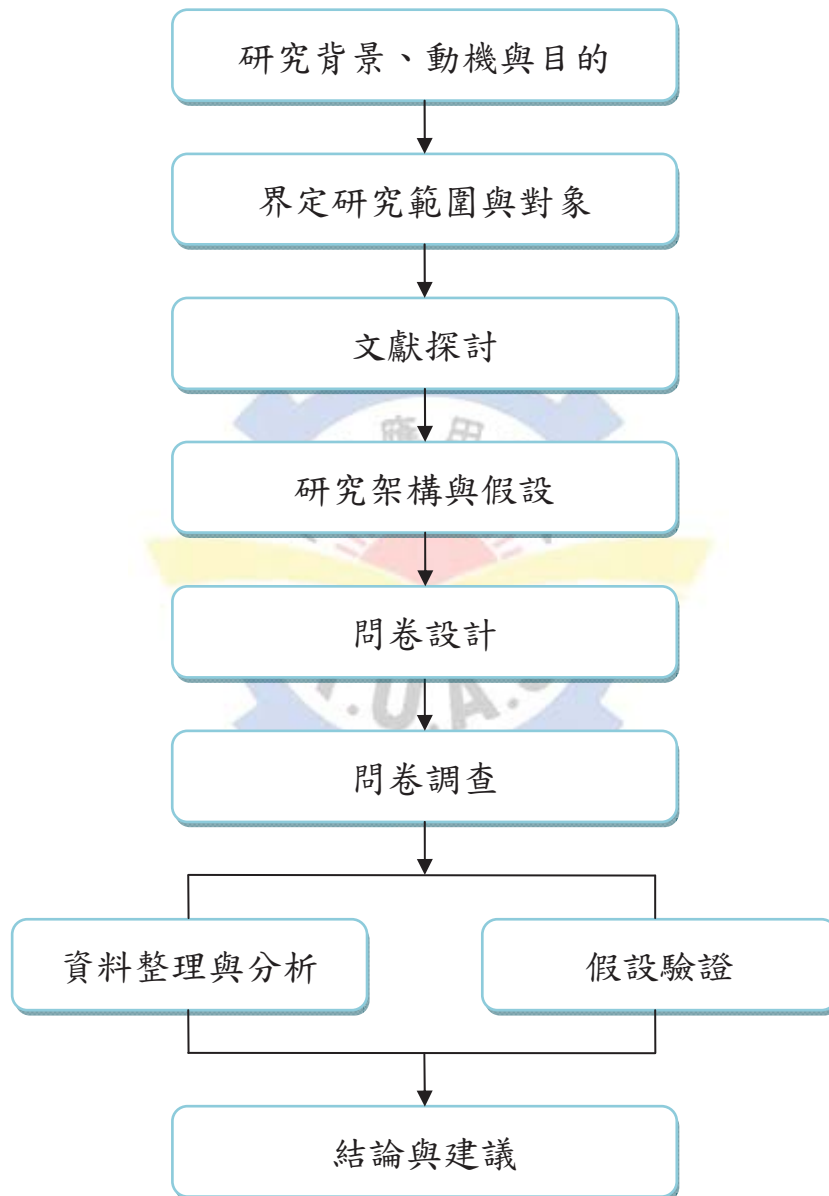 研究背景、動機與目的
界定研究範圍與對象
文獻探討
應用
研究架構與假設
問卷設計
.U.A.
問卷調查
資料整理與分析
假設驗證
結論與建議